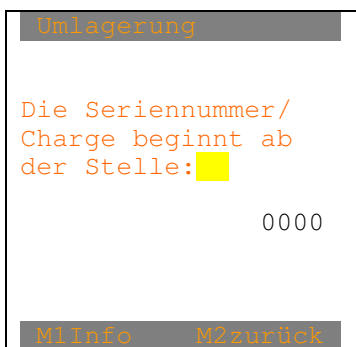 Umlagerung
Die Seriennummer/
Charge beginnt ab
der Stelle:
0000
M1Info M2zurück